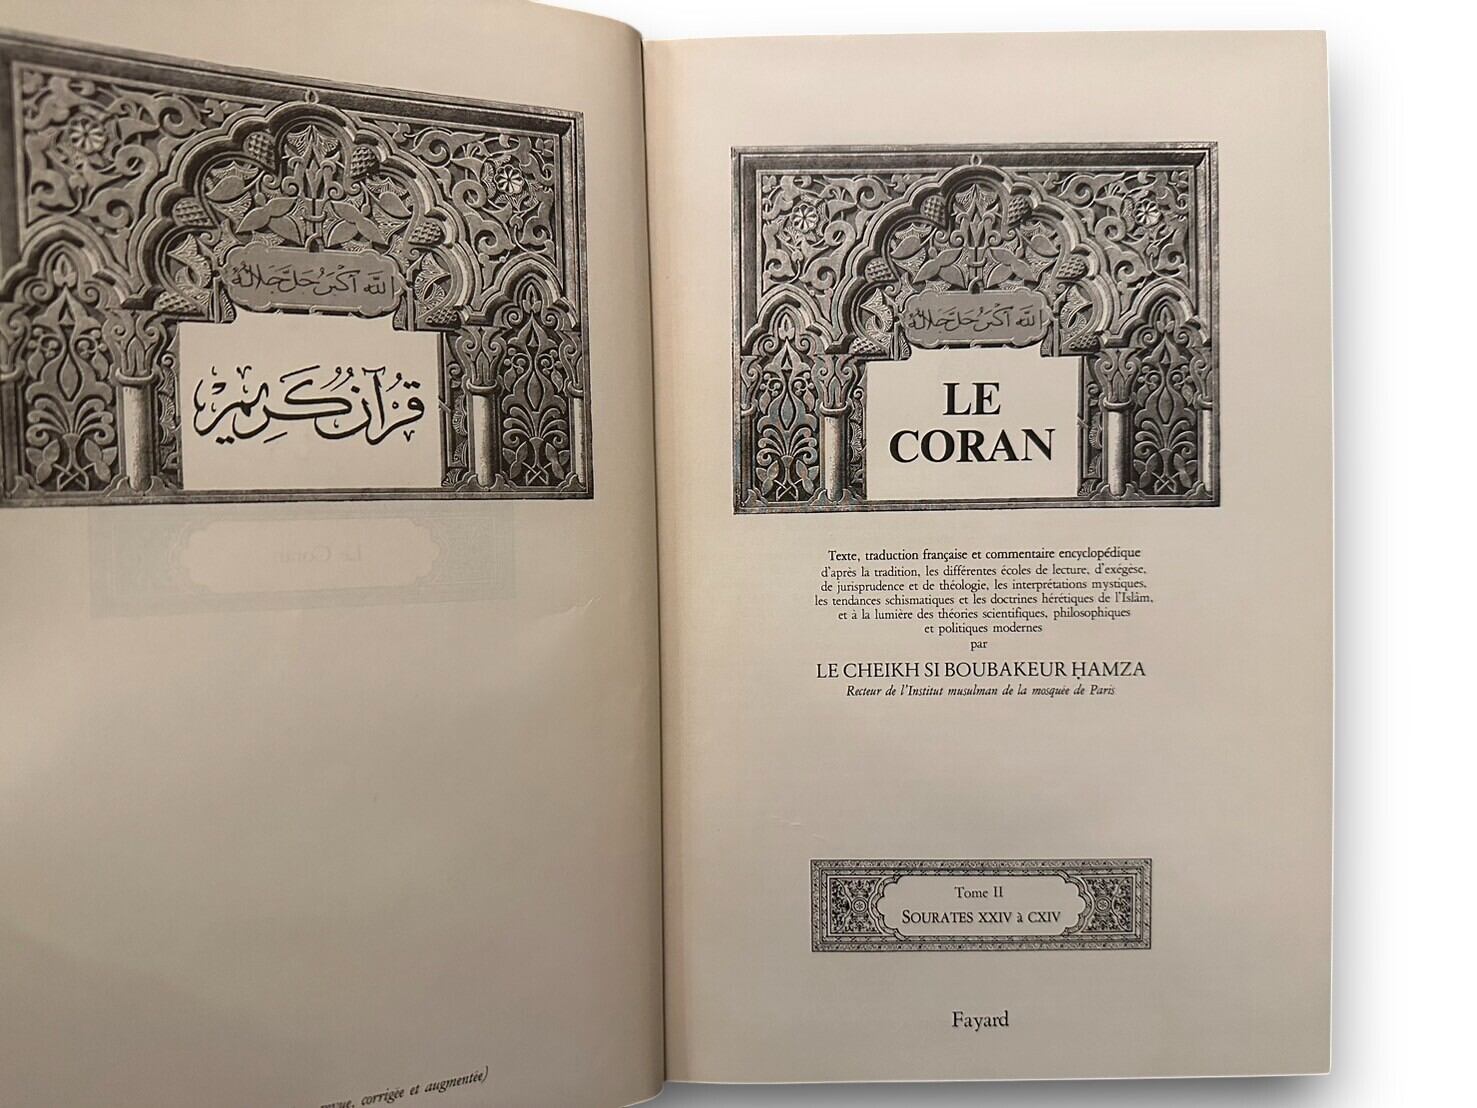 الله أكبر جل جلاله
قُرآنٌ كَرِيم
revue, corrigée et augmentée)
الله أكبر جل جلاله
LE
CORAN
Texte, traduction française et commentaire encyclopédique
d'après la tradition, les différentes écoles de lecture, d'exégèse,
de jurisprudence et de théologie, les interprétations mystiques,
les tendances schismatiques et les doctrines hérétiques de l'Islâm,
et à la lumière des théories scientifiques, philosophiques
et politiques modernes
par
LE CHEIKH SI BOUBAKEUR ḤAMZA
Recteur de l'Institut musulman de la mosquée de Paris
Tome II
SOURATES XXIV à CXIV
Fayard